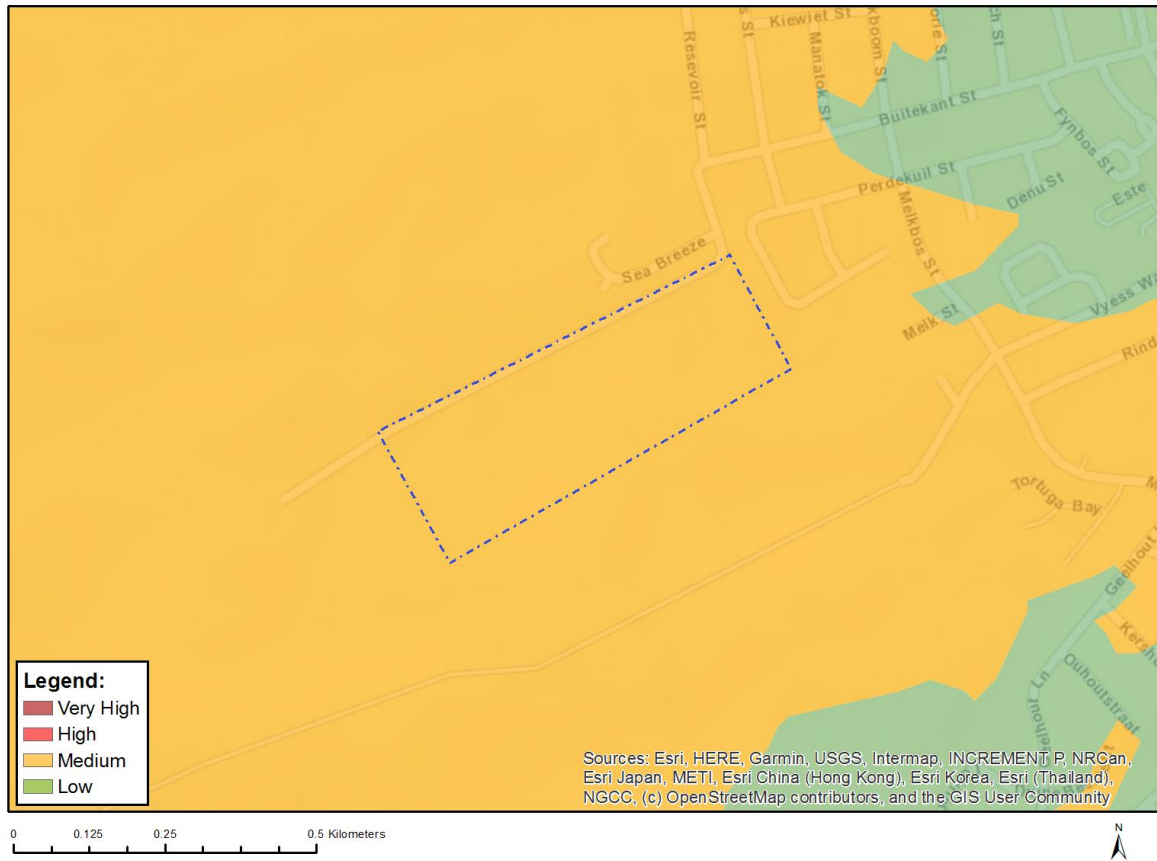 Kiewiet St
Manatok St
Resevoir St
Buitekant St
Fynbos St
Perdekuil St
Denu St
Este
Melkbos St
Sea Breeze
Vyess Wa
Melk St
Rind
Tortuga Bay
M
Geelhout
Kersh
Ouhoutstraat
Legend:
Very High
High
Medium
Low
Sources: Esri, HERE, Garmin, USGS, Intermap, INCREMENT P, NRCan,
Esri Japan, METI, Esri China (Hong Kong), Esri Korea, Esri (Thailand),
NGCC, (c) OpenStreetMap contributors, and the GIS User Community
0 0.125 0.25 0.5 Kilometers
N